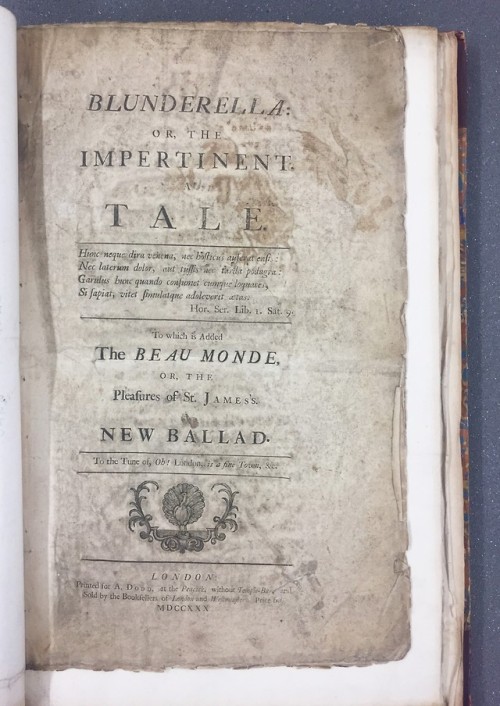 BLUNDERELLA:
OR, THE
IMPERTINENT.
A
TALE.
Hunc neque dira venena, nec hosticus auferet ensis:
Nec laterum dolor, aut tussis, aut tarda podagra:
Garrulus hunc quando consumet cunque loquaces,
Si sapiat, vitet simulatque adoleverit ætas.
Hor. Ser. Lib. 1. Sat. 9.
To which is Added
The BEAU MONDE,
OR, THE
Pleasures of St. JAMES'S.
A
NEW BALLAD.
To the Tune of, Oh! London is a fine Town, &c.
LONDON:
Printed for A. Dodd, at the Peacock, without Temple-Bar; and
Sold by the Booksellers of London and Westminster. Price
MDCCXXX